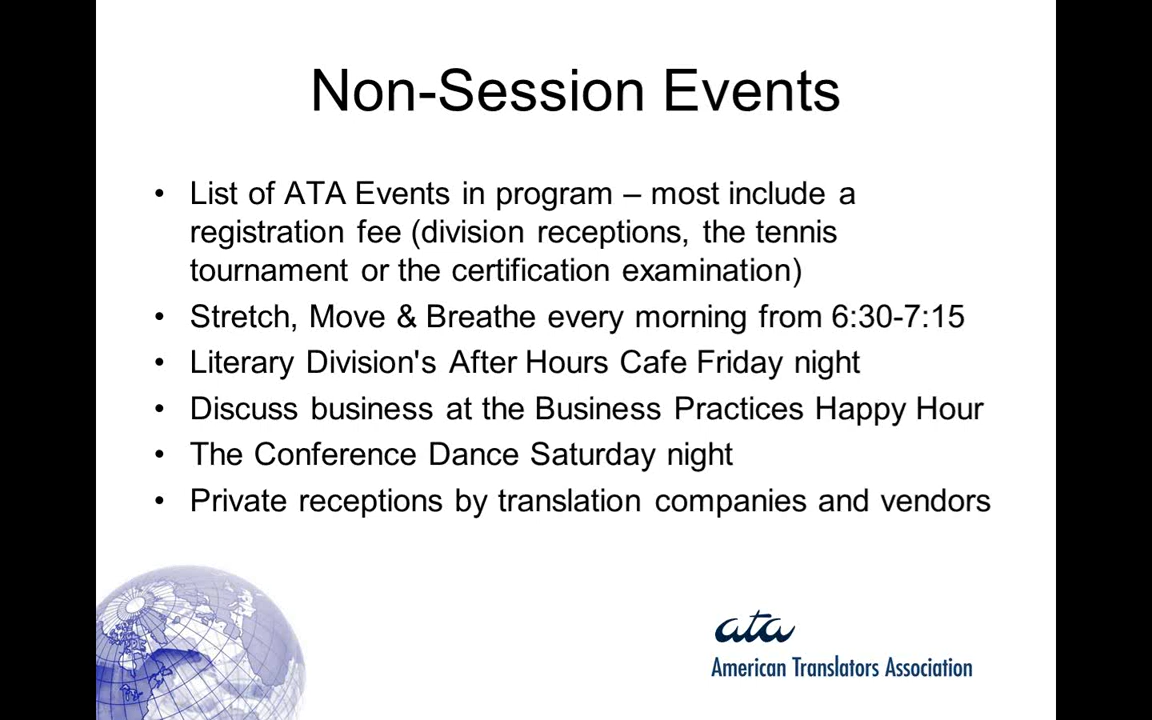 Non-Session Events
• List of ATA Events in program – most include a
registration fee (division receptions, the tennis
tournament or the certification examination)
• Stretch, Move & Breathe every morning from 6:30-7:15
• Literary Division's After Hours Cafe Friday night
• Discuss business at the Business Practices Happy Hour
• The Conference Dance Saturday night
• Private receptions by translation companies and vendors
ata
American Translators Association